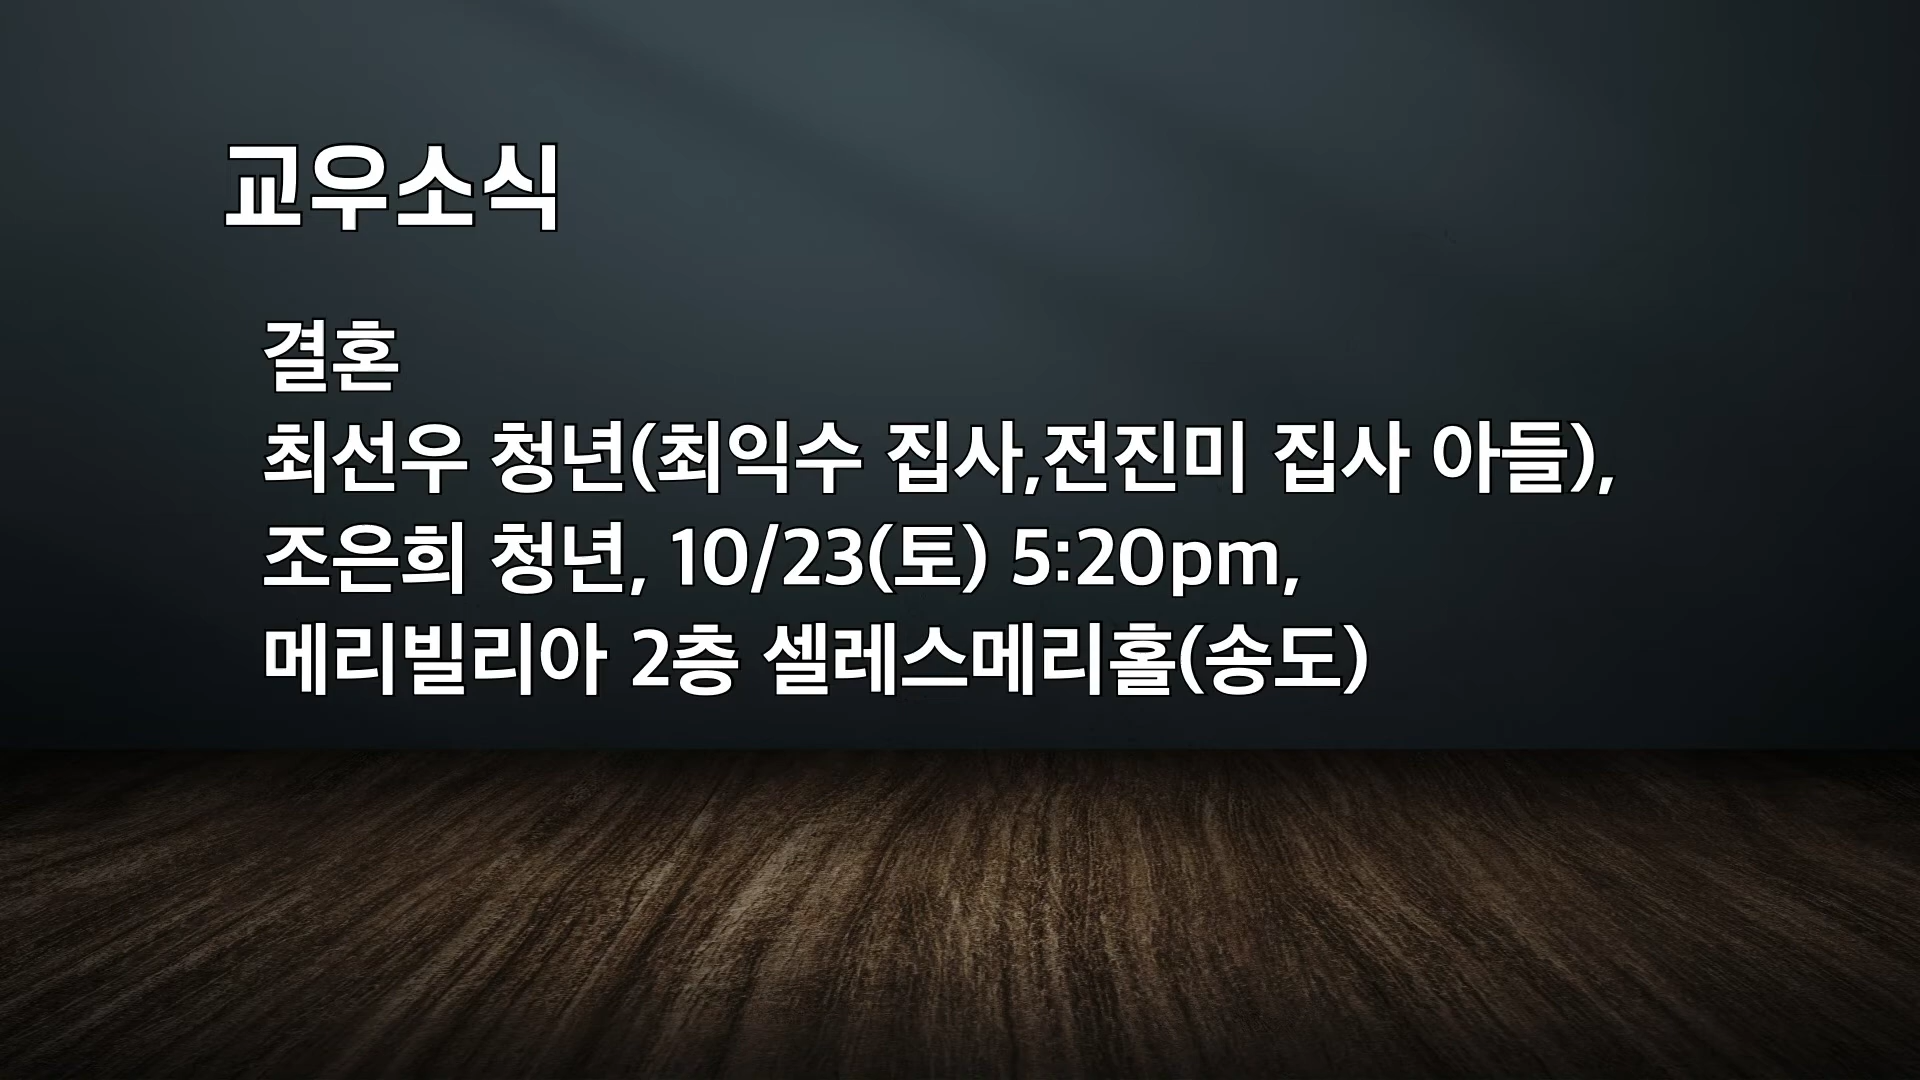 교우소식
결혼
최선우 청년(최익수 집사,전진미 집사 아들),
조은희 청년, 10/23(토) 5:20pm,
메리빌리아 2층 셀레스메리홀(송도)